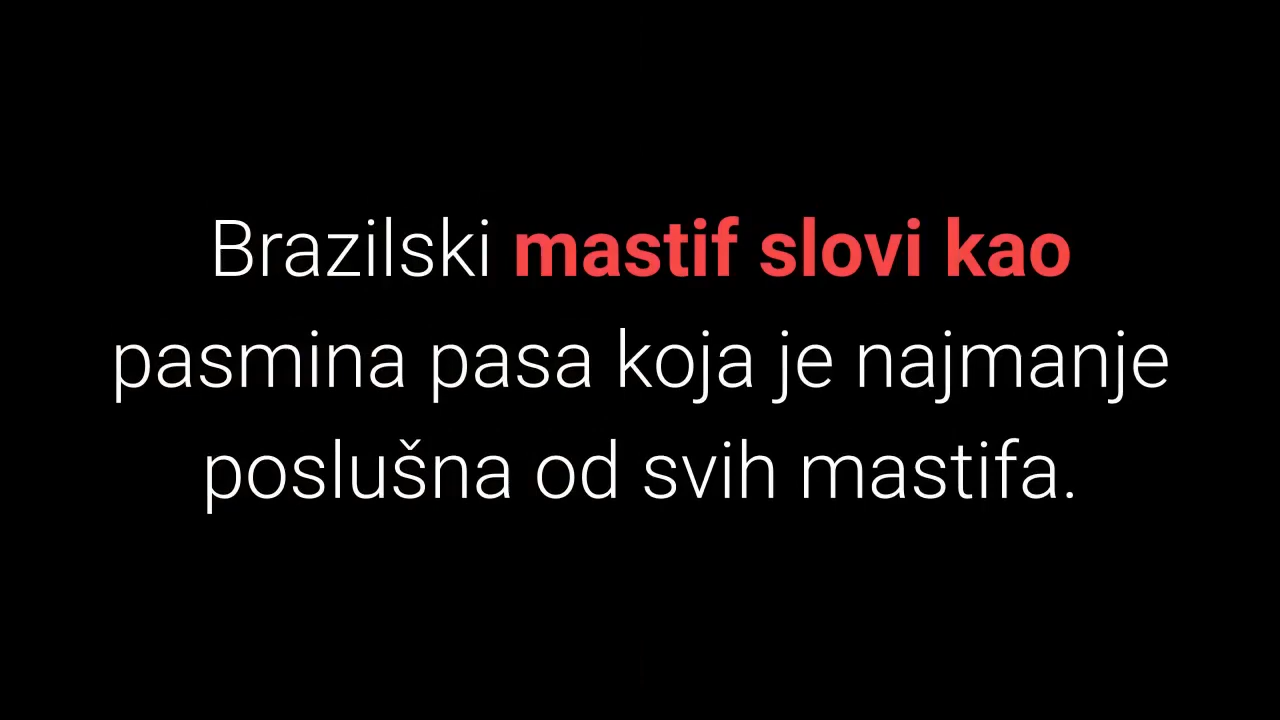 Brazilski mastif slovi kao
pasmina pasa koja je najmanje
poslušna od svih mastifa.